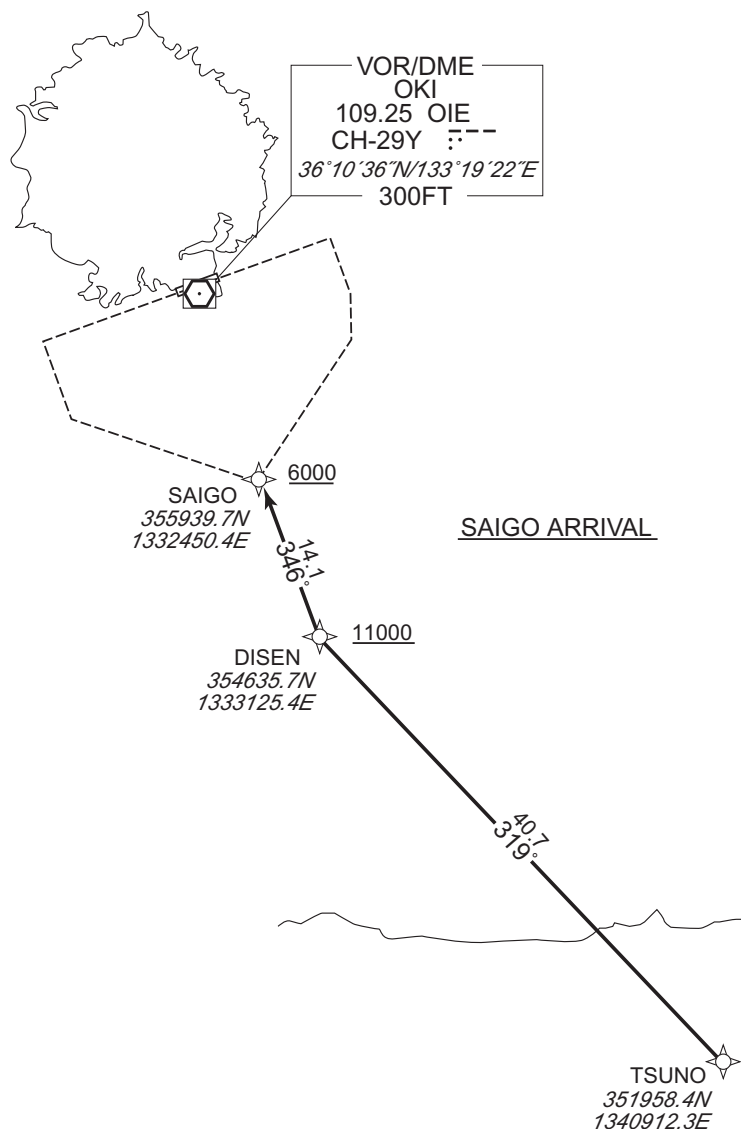 VOR/DME
OKI
109.25 OIE
CH-29Y
36°10´36˝N/133°19´22˝E
300FT
6000
SAIGO
355939.7N
1332450.4E
SAIGO ARRIVAL
14.1
346°
11000
DISEN
354635.7N
1333125.4E
40.7
319°
TSUNO
351958.4N
1340912.3E